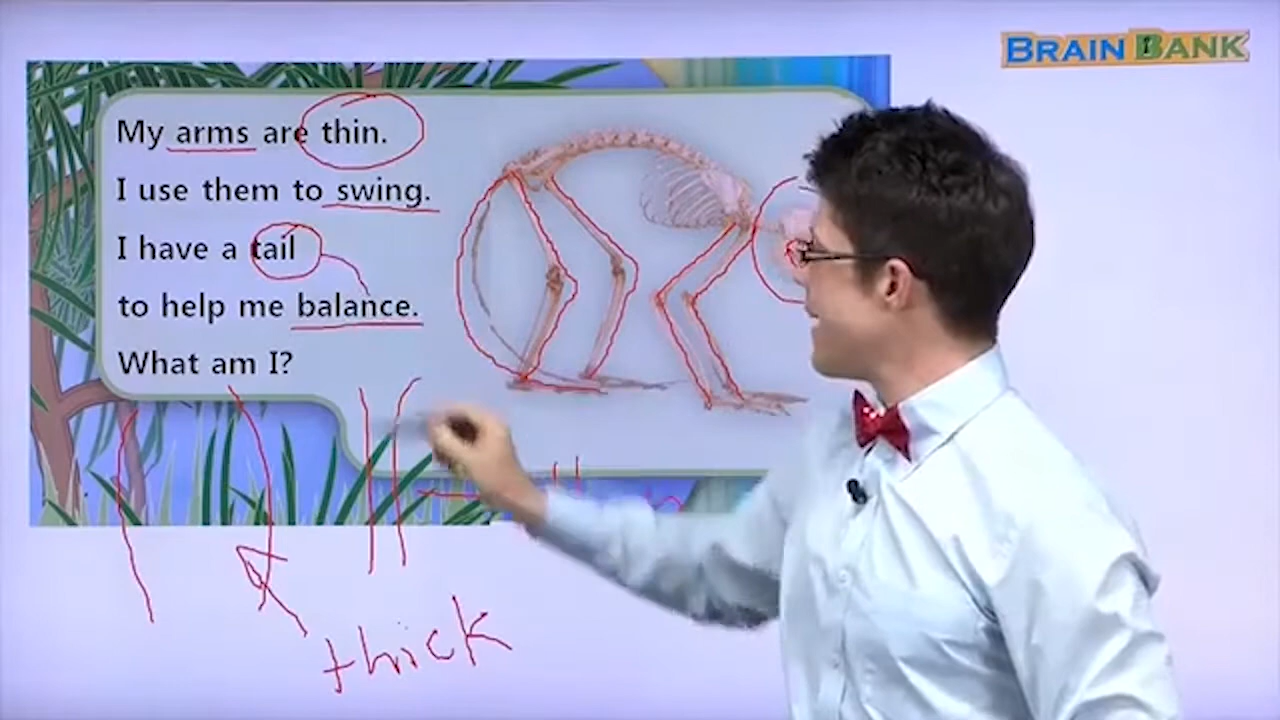 BRAIN BANK
My arms are thin.
I use them to swing.
I have a tail
to help me balance.
What am I?
thick